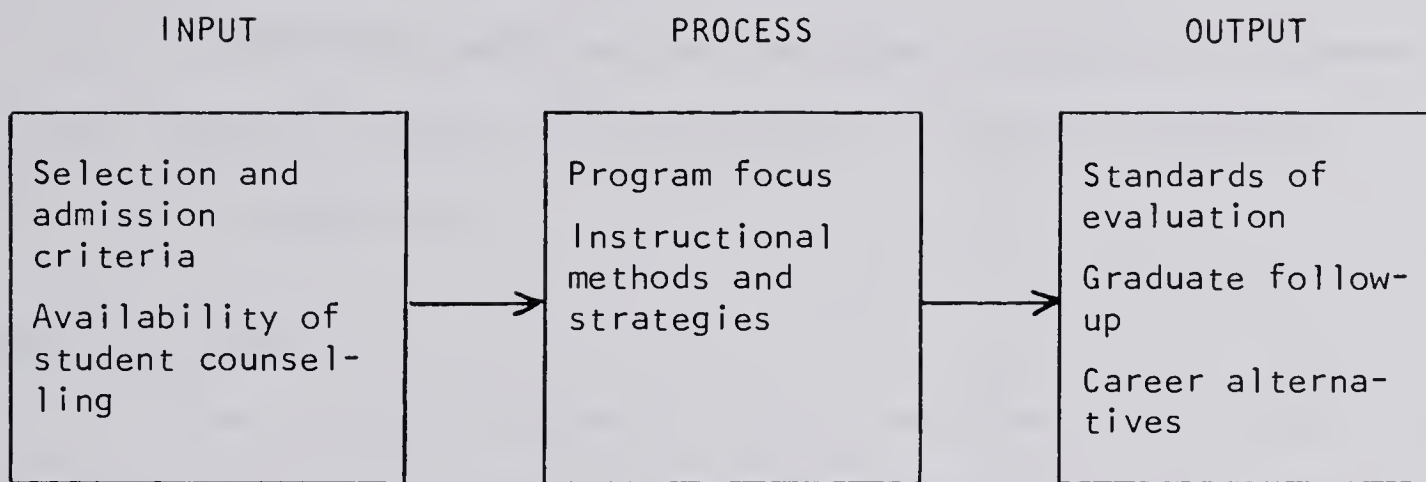 INPUT
PROCESS
OUTPUT
Selection and
admission
criteria
Availability of
student counsel-
ling
Program focus
Instructional
methods and
strategies
Standards of
evaluation
Graduate follow-
up
Career alterna-
tives